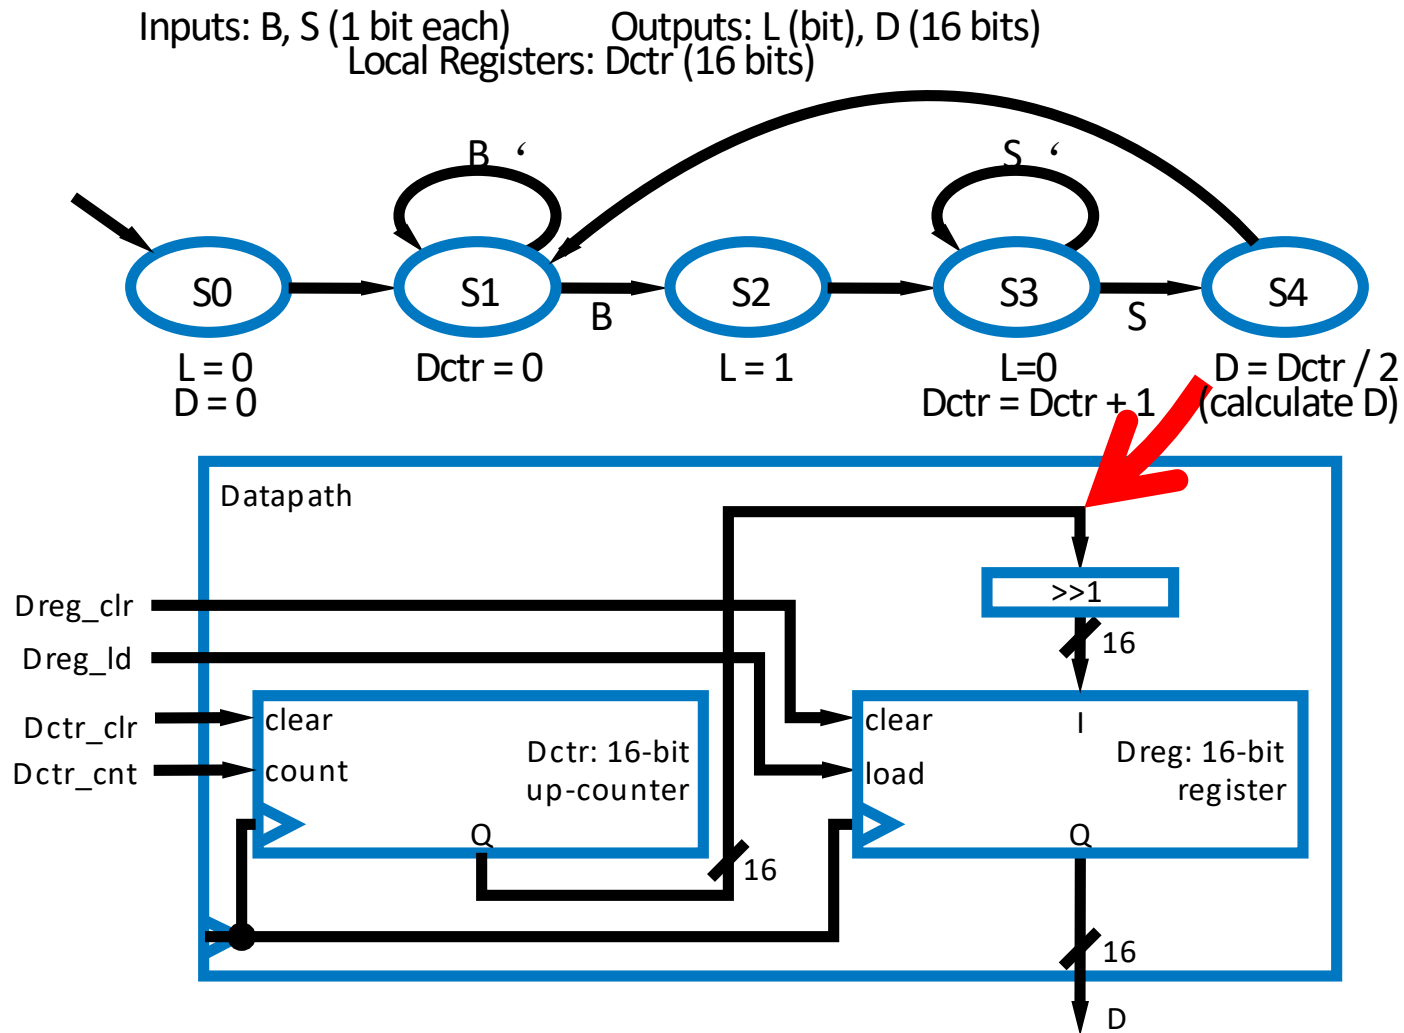 Inputs: B, S (1 bit each) Outputs: L (bit), D (16 bits)
Local Registers: Dctr (16 bits)
B ‘ S ‘
S0 S1 S2 S3 S4
B S
L = 0 Dctr = 0 L = 1 L=0 D = Dctr / 2
D = 0 Dctr = Dctr + 1 (calculate D)
Datapath
>>1
Dreg_clr
16
Dreg_ld
Dctr_clr clear clear I
Dctr: 16-bit Dreg: 16-bit
Dctr_cnt count load
up-counter register
Q Q
16
16
D